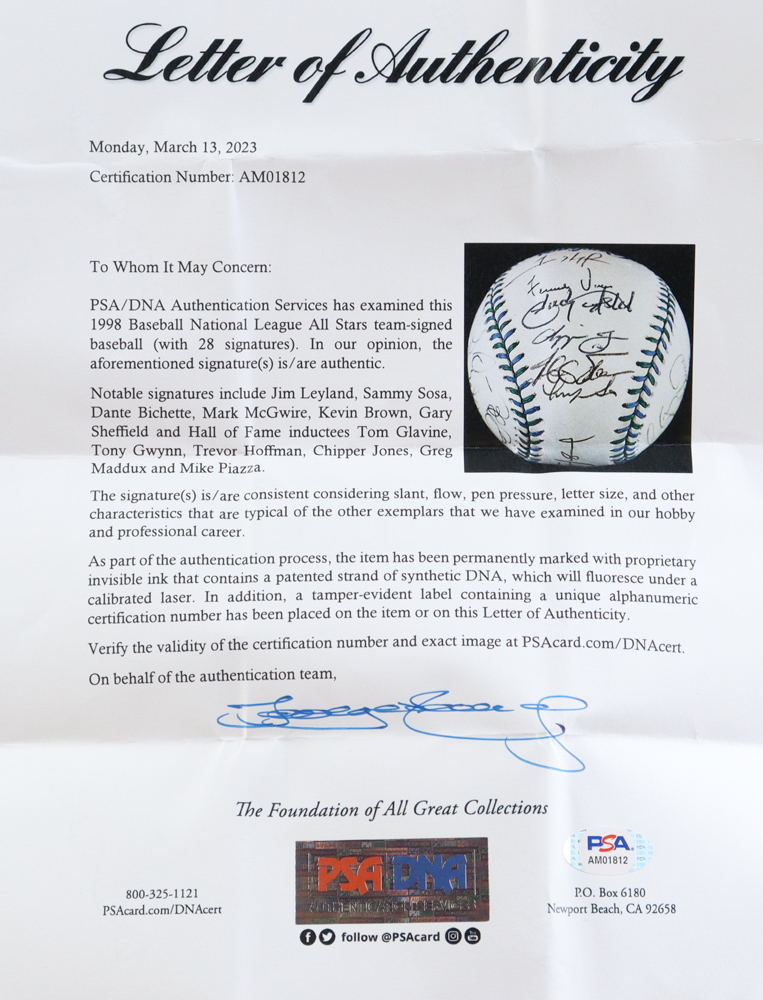 Letter of Authenticity
Monday, March 13, 2023
Certification Number: AM01812
To Whom It May Concern:
PSA/DNA Authentication Services has examined this
1998 Baseball National League All Stars team-signed
baseball (with 28 signatures). In our opinion, the
aforementioned signature(s) is/are authentic.
Notable signatures include Jim Leyland, Sammy Sosa,
Dante Bichette, Mark McGwire, Kevin Brown, Gary
Sheffield and Hall of Fame inductees Tom Glavine,
Tony Gwynn, Trevor Hoffman, Chipper Jones, Greg
Maddux and Mike Piazza.
The signature(s) is/are consistent considering slant, flow, pen pressure, letter size, and other
characteristics that are typical of the other exemplars that we have examined in our hobby
and professional career.
As part of the authentication process, the item has been permanently marked with proprietary
invisible ink that contains a patented strand of synthetic DNA, which will fluoresce under a
calibrated laser. In addition, a tamper-evident label containing a unique alphanumeric
certification number has been placed on the item or on this Letter of Authenticity.
Verify the validity of the certification number and exact image at PSAcard.com/DNAcert.
On behalf of the authentication team,
The Foundation of All Great Collections
800-325-1121
PSAcard.com/DNAcert
PSA DNA
AUTHENTICATION SERVICES
follow @PSAcard
PSA
AM01812
P.O. Box 6180
Newport Beach, CA 92658